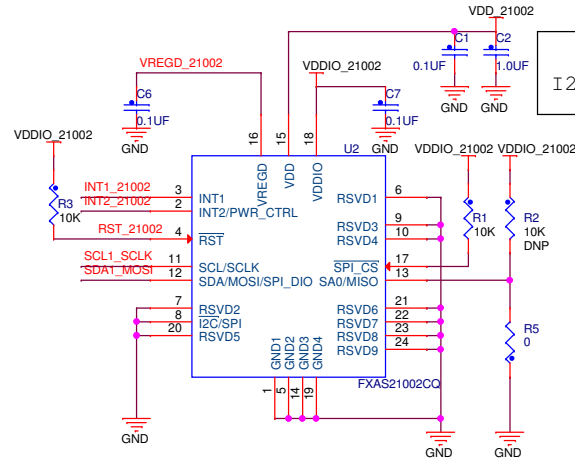 VDD_21002
C1
C2
0.1UF
1.0UF
GND
GND
I2
VREGD_21002
VDDIO_21002
C6
0.1UF
GND
C7
0.1UF
GND
16
15
18
U2
VREGD
VDD
VDDIO
VDDIO_21002
R3
10K
INT1_21002
3
INT1
INT2_21002
2
INT2/PWR_CTRL
RST_21002
4
RST
SCL1_SCLK
11
SCL/SCLK
SDA1_MOSI
12
SDA/MOSI/SPI_DIO
7
RSVD2
8
I2C/SPI
20
RSVD5
RSVD1
6
RSVD3
9
RSVD4
10
SPI_CS
17
SA0/MISO
13
RSVD6
21
RSVD7
22
RSVD8
23
RSVD9
24
VDDIO_21002
VDDIO_21002
R1
10K
R2
10K
DNP
R5
0
GND1
GND2
GND3
GND4
1
5
14
19
FXAS21002CQ
GND
GND
GND